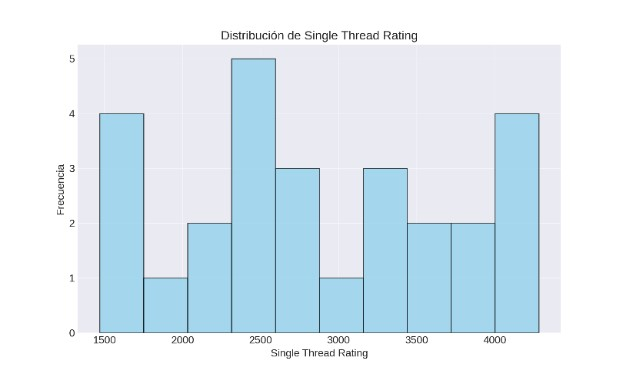 Distribución de Single Thread Rating
5
4
3
2
1
0
Frecuencia
1500 2000 2500 3000 3500 4000
Single Thread Rating